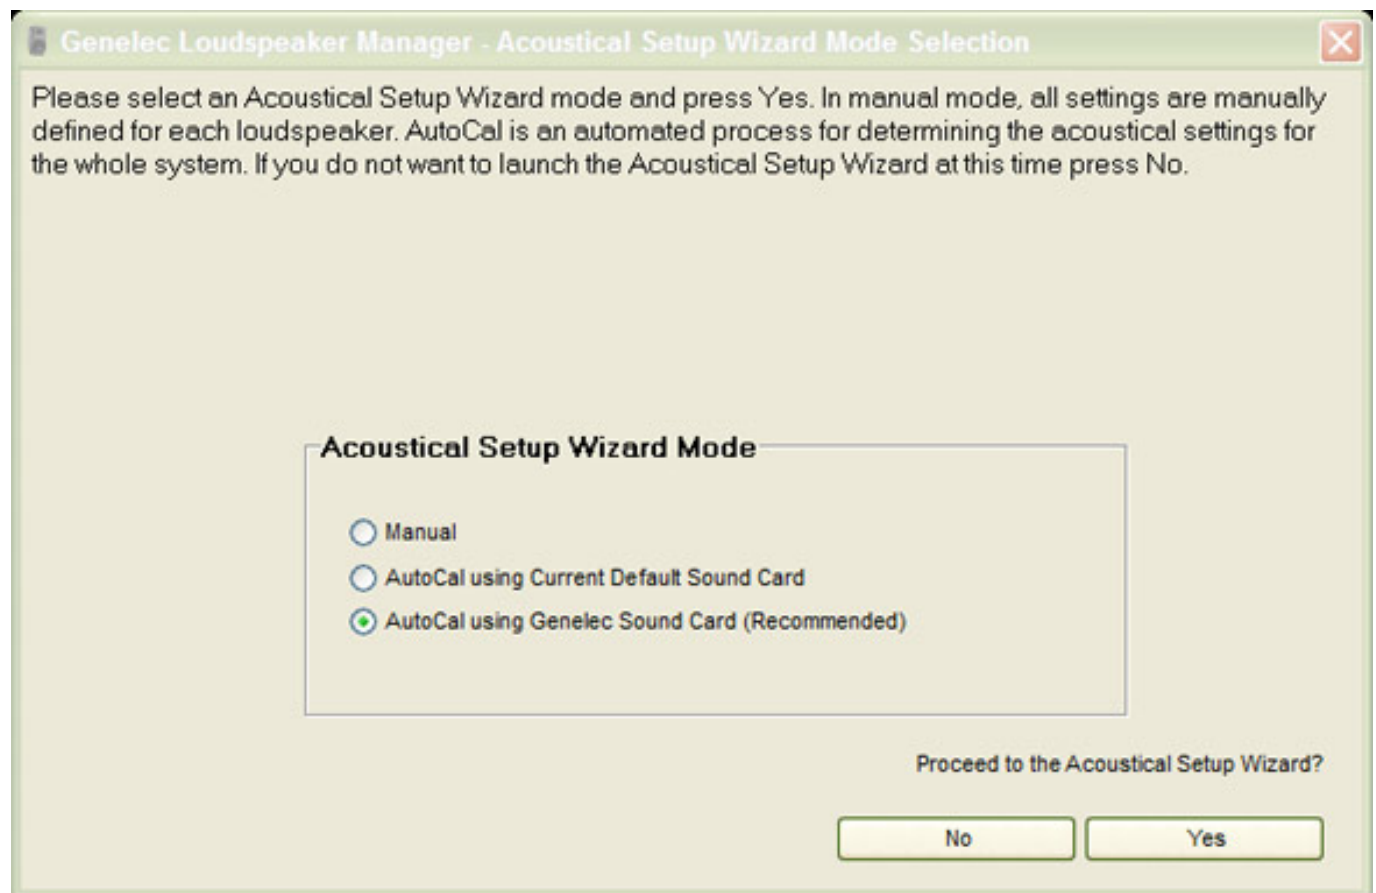 Genelec Loudspeaker Manager - Acoustical Setup Wizard Mode Selection
Please select an Acoustical Setup Wizard mode and press Yes. In manual mode, all settings are manually
defined for each loudspeaker. AutoCal is an automated process for determining the acoustical settings for
the whole system. If you do not want to launch the Acoustical Setup Wizard at this time press No.
Acoustical Setup Wizard Mode
Manual
AutoCal using Current Default Sound Card
AutoCal using Genelec Sound Card (Recommended)
Proceed to the Acoustical Setup Wizard?
No
Yes